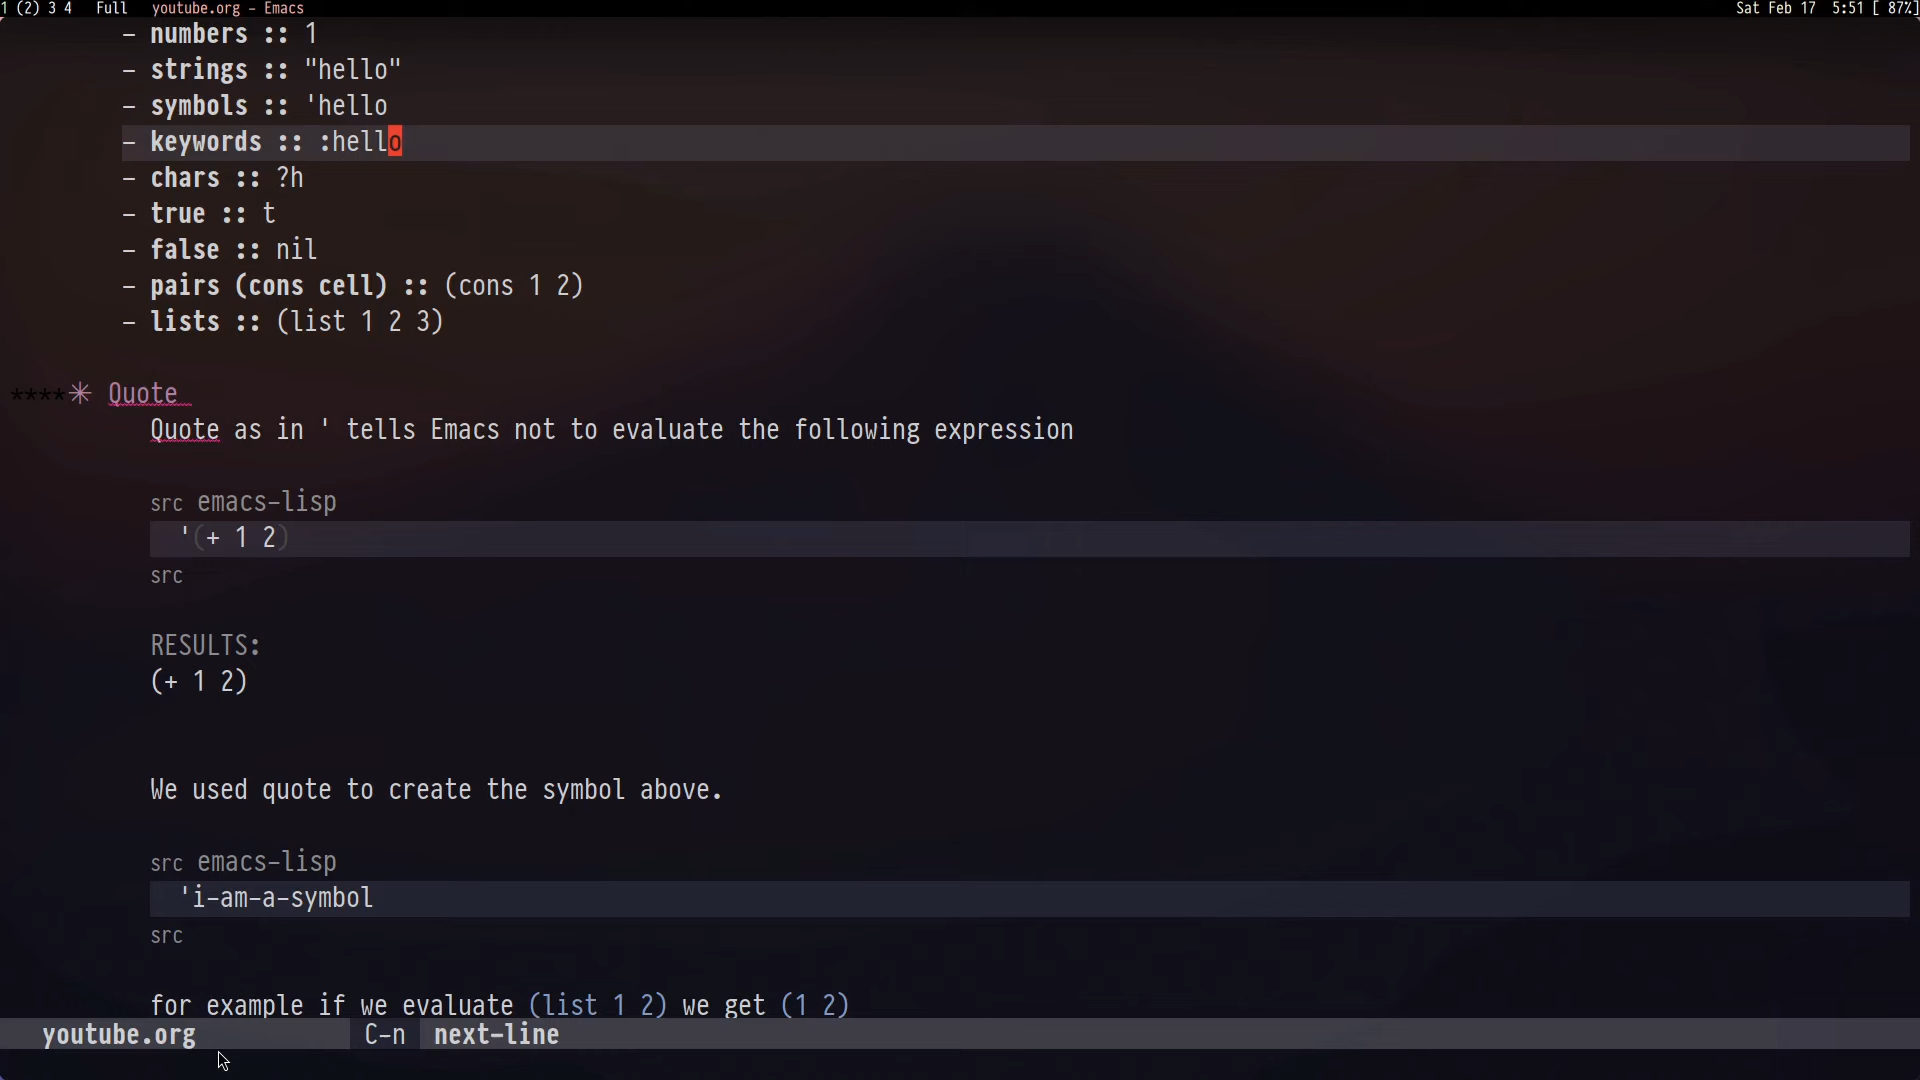 1 (2) 3 4 Full youtube.org - Emacs Sat Feb 17 5:51 [ 87%]
- numbers :: 1
- strings :: "hello"
- symbols :: 'hello
- keywords :: :hello
- chars :: ?h
- true :: t
- false :: nil
- pairs (cons cell) :: (cons 1 2)
- lists :: (list 1 2 3)
****✳ Quote
Quote as in ' tells Emacs not to evaluate the following expression
src emacs-lisp
'(+ 1 2)
src
RESULTS:
(+ 1 2)
We used quote to create the symbol above.
src emacs-lisp
'i-am-a-symbol
src
for example if we evaluate (list 1 2) we get (1 2)
youtube.org C-n next-line